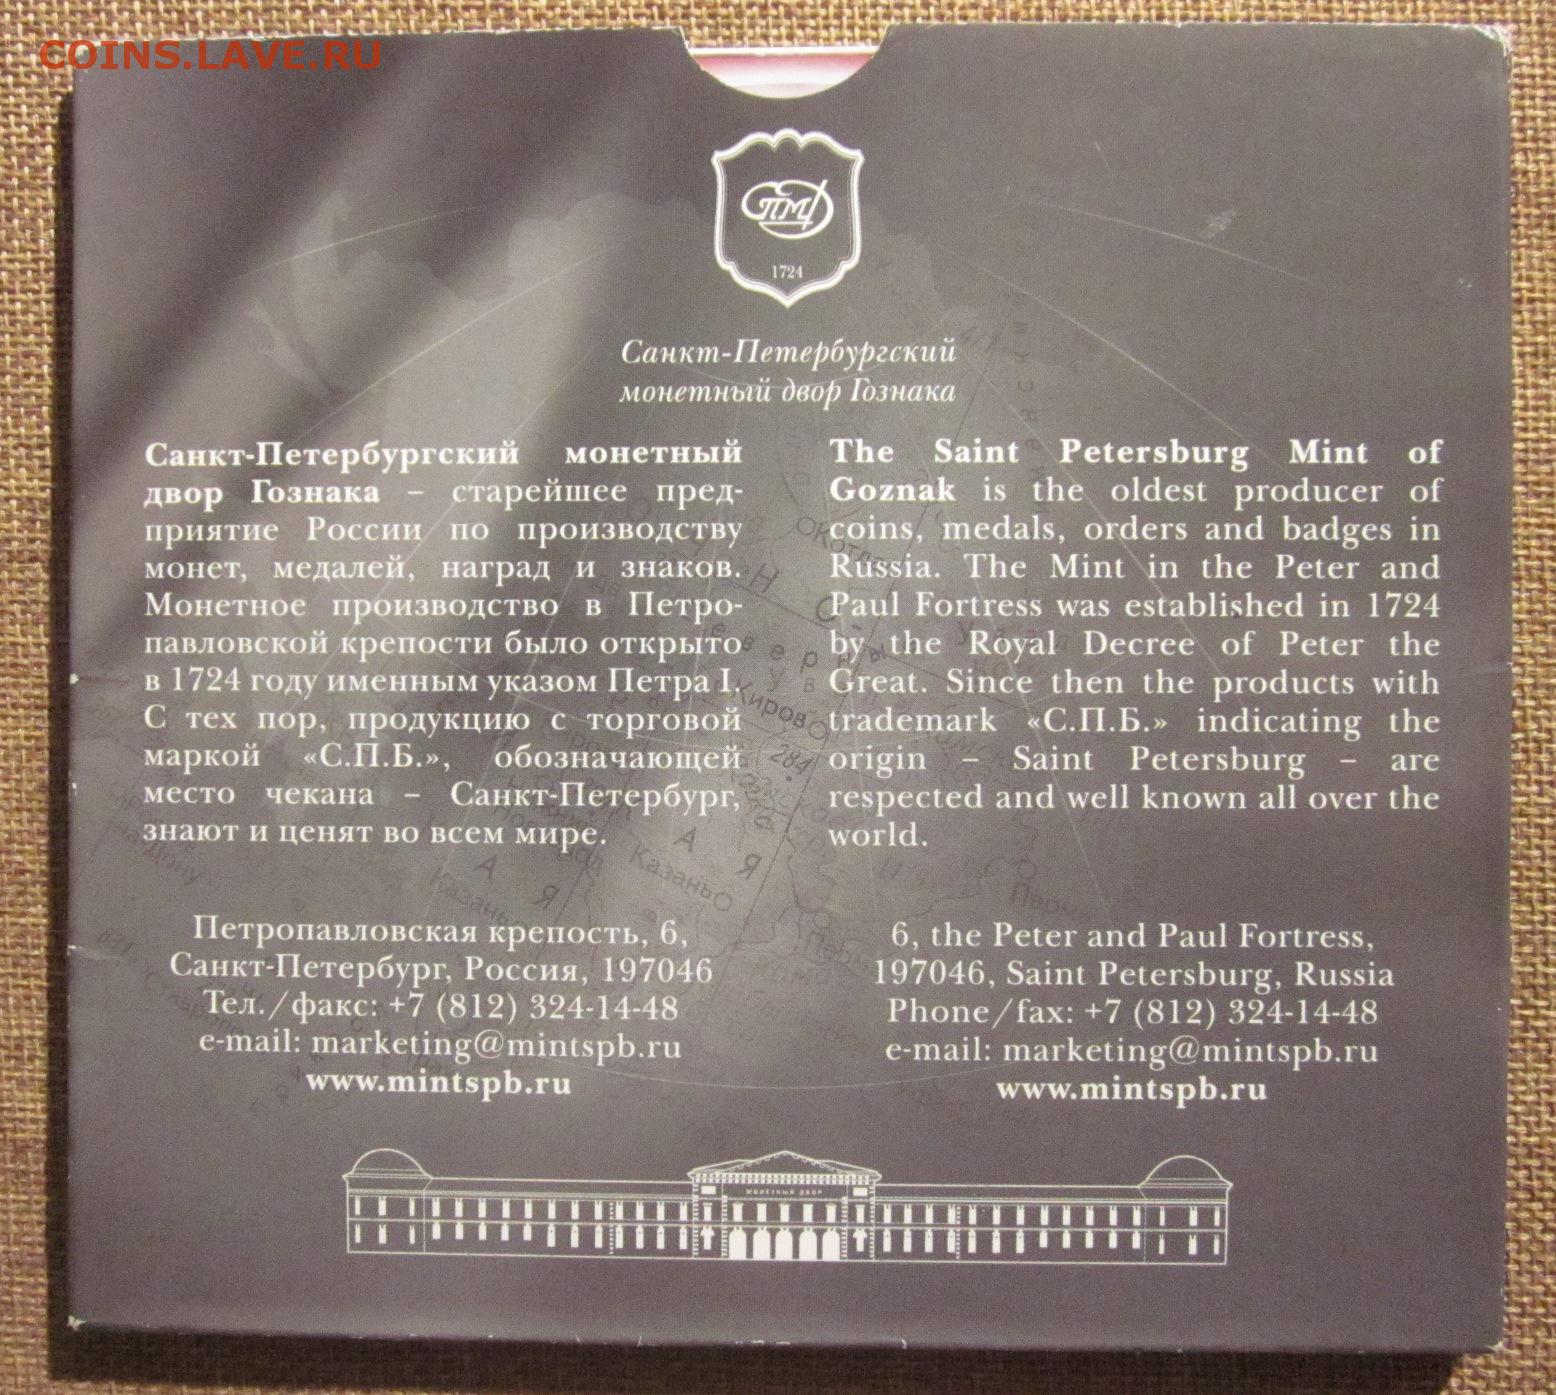 COINS.LAVE.RU
СПМД
1724
Санкт-Петербургский
монетный двор Гознака
Санкт-Петербургский монетный
двор Гознака – старейшее пред-
приятие России по производству
монет, медалей, наград и знаков.
Монетное производство в Петро-
павловской крепости было открыто
в 1724 году именным указом Петра I.
С тех пор, продукцию с торговой
маркой «С.П.Б.», обозначающей
место чекана – Санкт-Петербург,
знают и ценят во всем мире.
The Saint Petersburg Mint of
Goznak is the oldest producer of
coins, medals, orders and badges in
Russia. The Mint in the Peter and
Paul Fortress was established in 1724
by the Royal Decree of Peter the
Great. Since then the products with
trademark «С.П.Б.» indicating the
origin – Saint Petersburg – are
respected and well known all over the
world.
Петропавловская крепость, 6,
Санкт-Петербург, Россия, 197046
Тел./факс: +7 (812) 324-14-48
e-mail: marketing@mintspb.ru
www.mintspb.ru
6, the Peter and Paul Fortress,
197046, Saint Petersburg, Russia
Phone/fax: +7 (812) 324-14-48
e-mail: marketing@mintspb.ru
www.mintspb.ru
МОНЕТНЫЙ ДВОР
Киров
284
Казань
Казань
Пермь